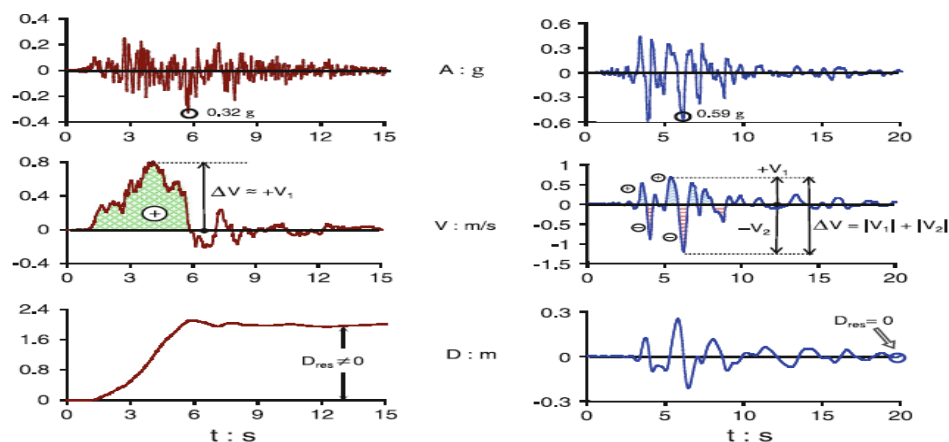 0.4
0.2
0
-0.2
-0.4
0.32 g
0 3 6 9 12 15
A : g
0.6
0.3
0
-0.3
-0.6
0.59 g
0 5 10 15 20
0.8
0.4
0
-0.4
+
ΔV ≈ +V₁
0 3 6 9 12 15
V : m/s
1
0.5
0
-0.5
-1
-1.5
+ +
− −
+V₁
−V₂
ΔV = |V₁| + |V₂|
0 5 10 15 20
2.4
1.6
0.8
0
Dres≠0
0 3 6 9 12 15
t : s
D : m
0.3
0
-0.3
Dres= 0
0 5 10 15 20
t : s